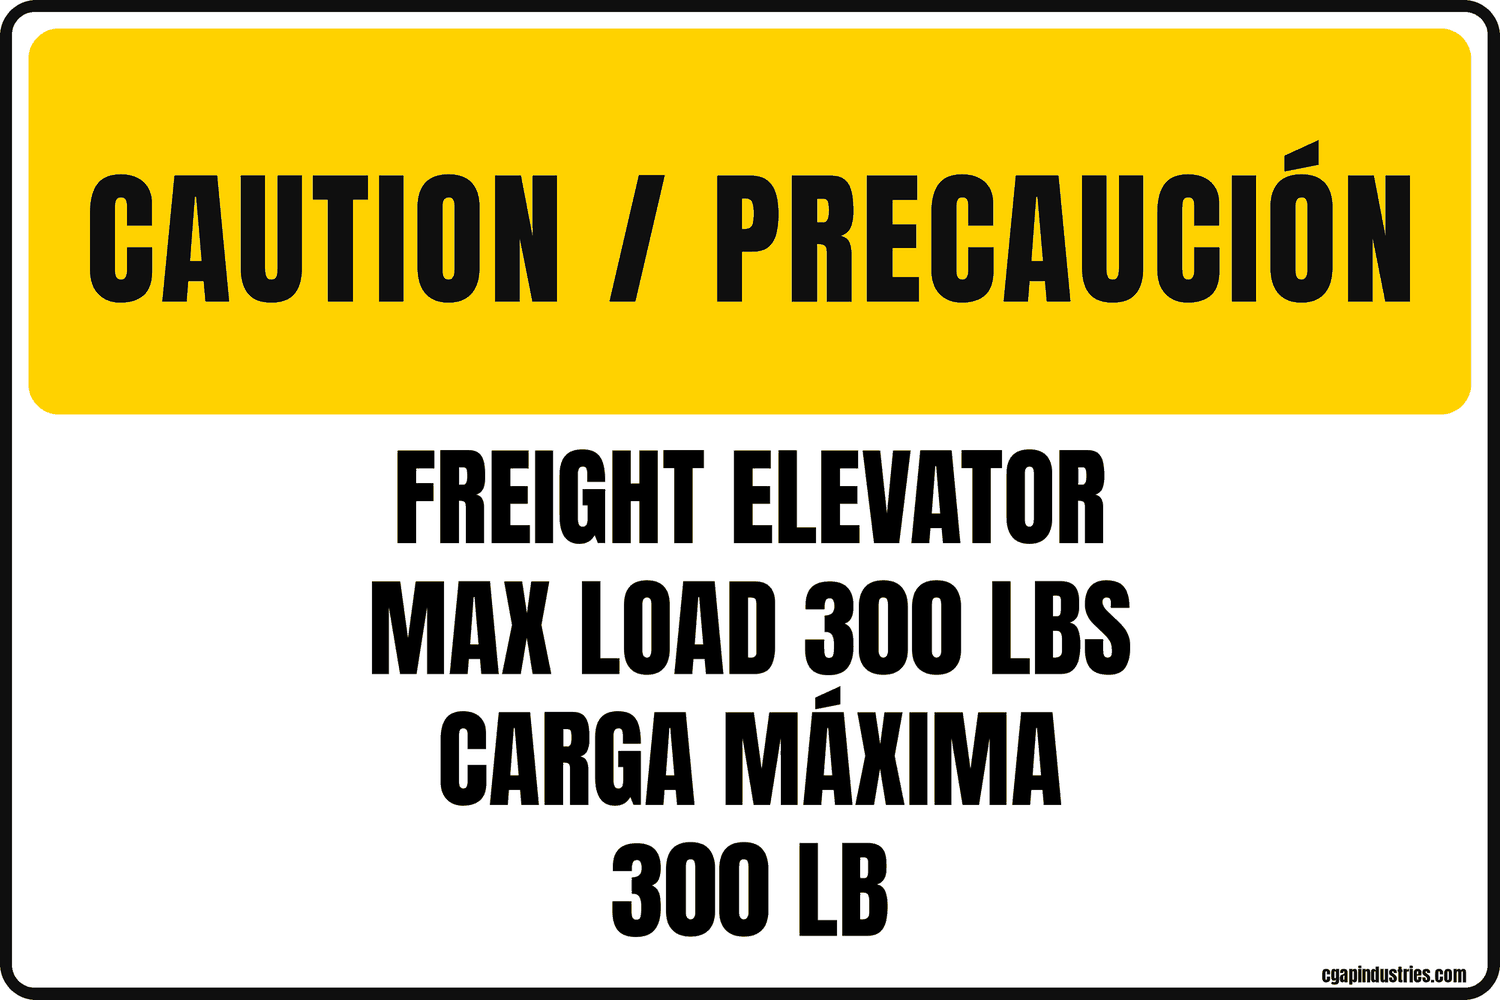 CAUTION / PRECAUCIÓN
FREIGHT ELEVATOR
MAX LOAD 300 LBS
CARGA MÁXIMA
300 LB
cgapindustries.com